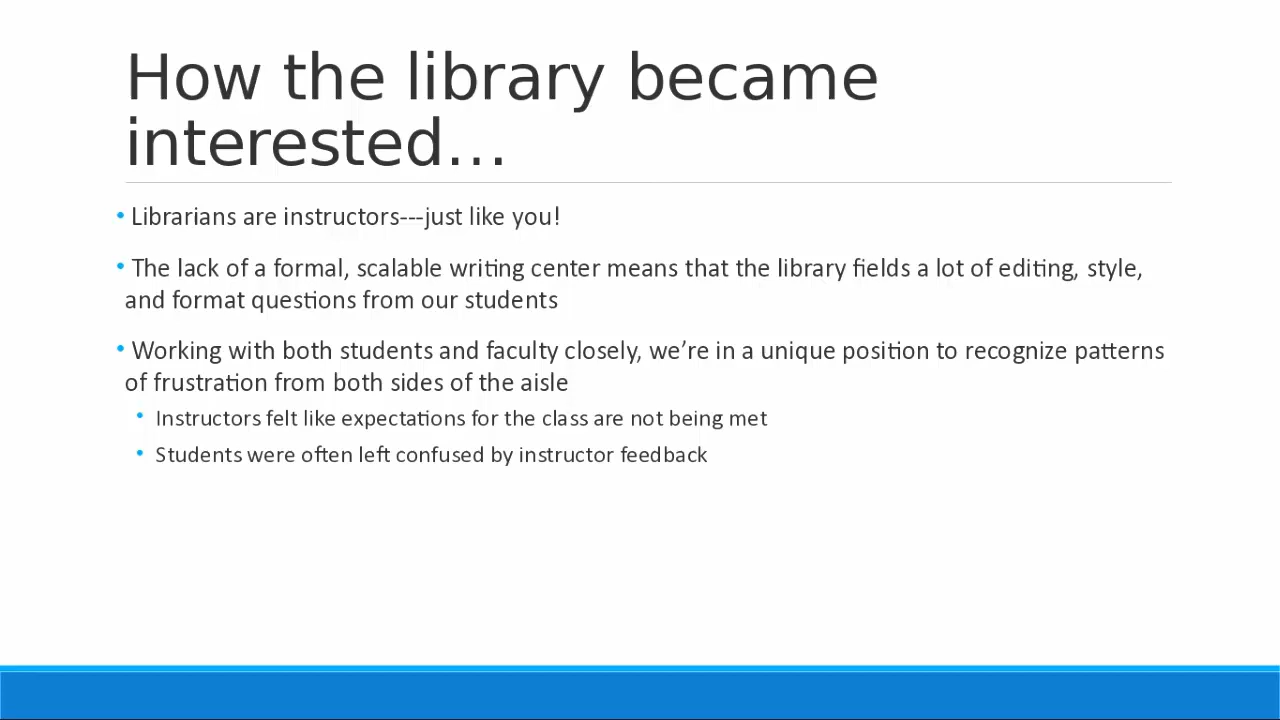 How the library became
interested…
• Librarians are instructors---just like you!
• The lack of a formal, scalable writing center means that the library fields a lot of editing, style,
and format questions from our students
• Working with both students and faculty closely, we’re in a unique position to recognize patterns
of frustration from both sides of the aisle
• Instructors felt like expectations for the class are not being met
• Students were often left confused by instructor feedback